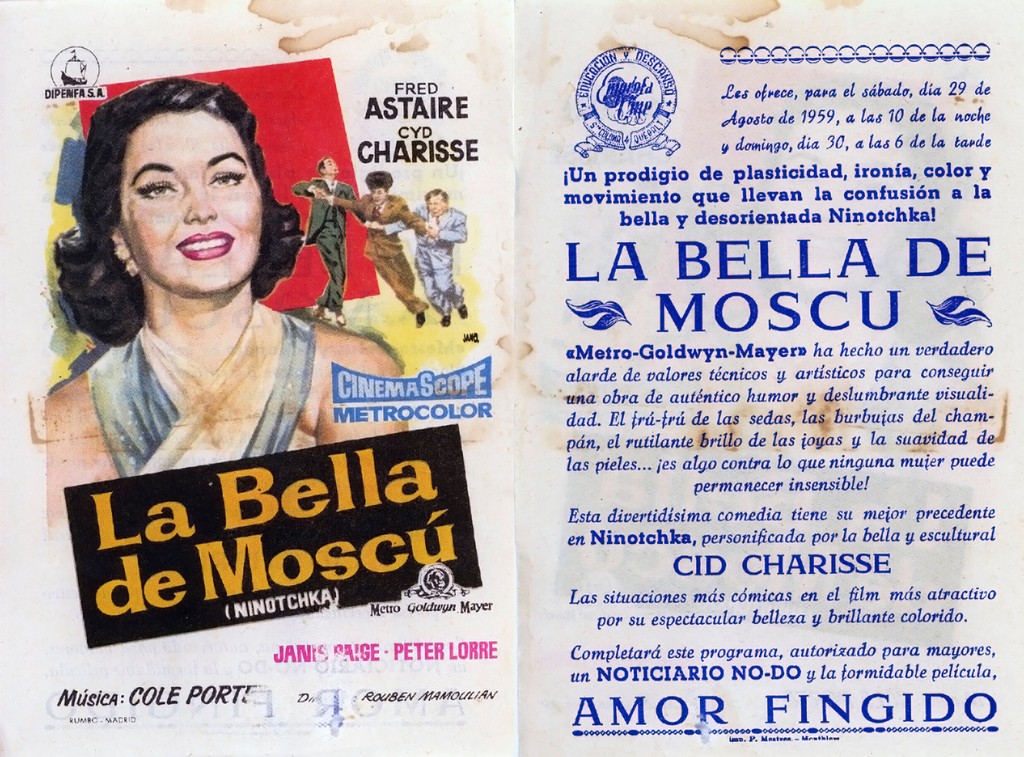 DIPENFA S.A.
FRED
ASTAIRE
CYD
CHARISSE
JANO
CINEMASCOPE
METROCOLOR
La Bella
de Moscú
(NINOTCHKA)
Metro Goldwyn Mayer
JANIS PAIGE - PETER LORRE
Música: COLE PORTE
ROUBEN MAMOULIAN
RUMBO - MADRID
EDUCACIÓN Y DESCANSO
Les ofrece, para el sábado, día 29 de
Agosto de 1959, a las 10 de la noche
y domingo, día 30, a las 6 de la tarde
¡Un prodigio de plasticidad, ironía, color y
movimiento que llevan la confusión a la
bella y desorientada Ninotchka!
LA BELLA DE
MOSCU
«Metro-Goldwyn-Mayer» ha hecho un verdadero
alarde de valores técnicos y artísticos para conseguir
una obra de auténtico humor y deslumbrante visuali-
dad. El frú-frú de las sedas, las burbujas del cham-
pán, el rutilante brillo de las joyas y la suavidad de
las pieles... ¡es algo contra lo que ninguna mujer puede
permanecer insensible!
Esta divertidísima comedia tiene su mejor precedente
en Ninotchka, personificada por la bella y escultural
CID CHARISSE
Las situaciones más cómicas en el film más atractivo
por su espectacular belleza y brillante colorido.
Completará este programa, autorizado para mayores,
un NOTICIARIO NO-DO y la formidable película,
AMOR FINGIDO
Imp. P. Mestres. - Montblanch